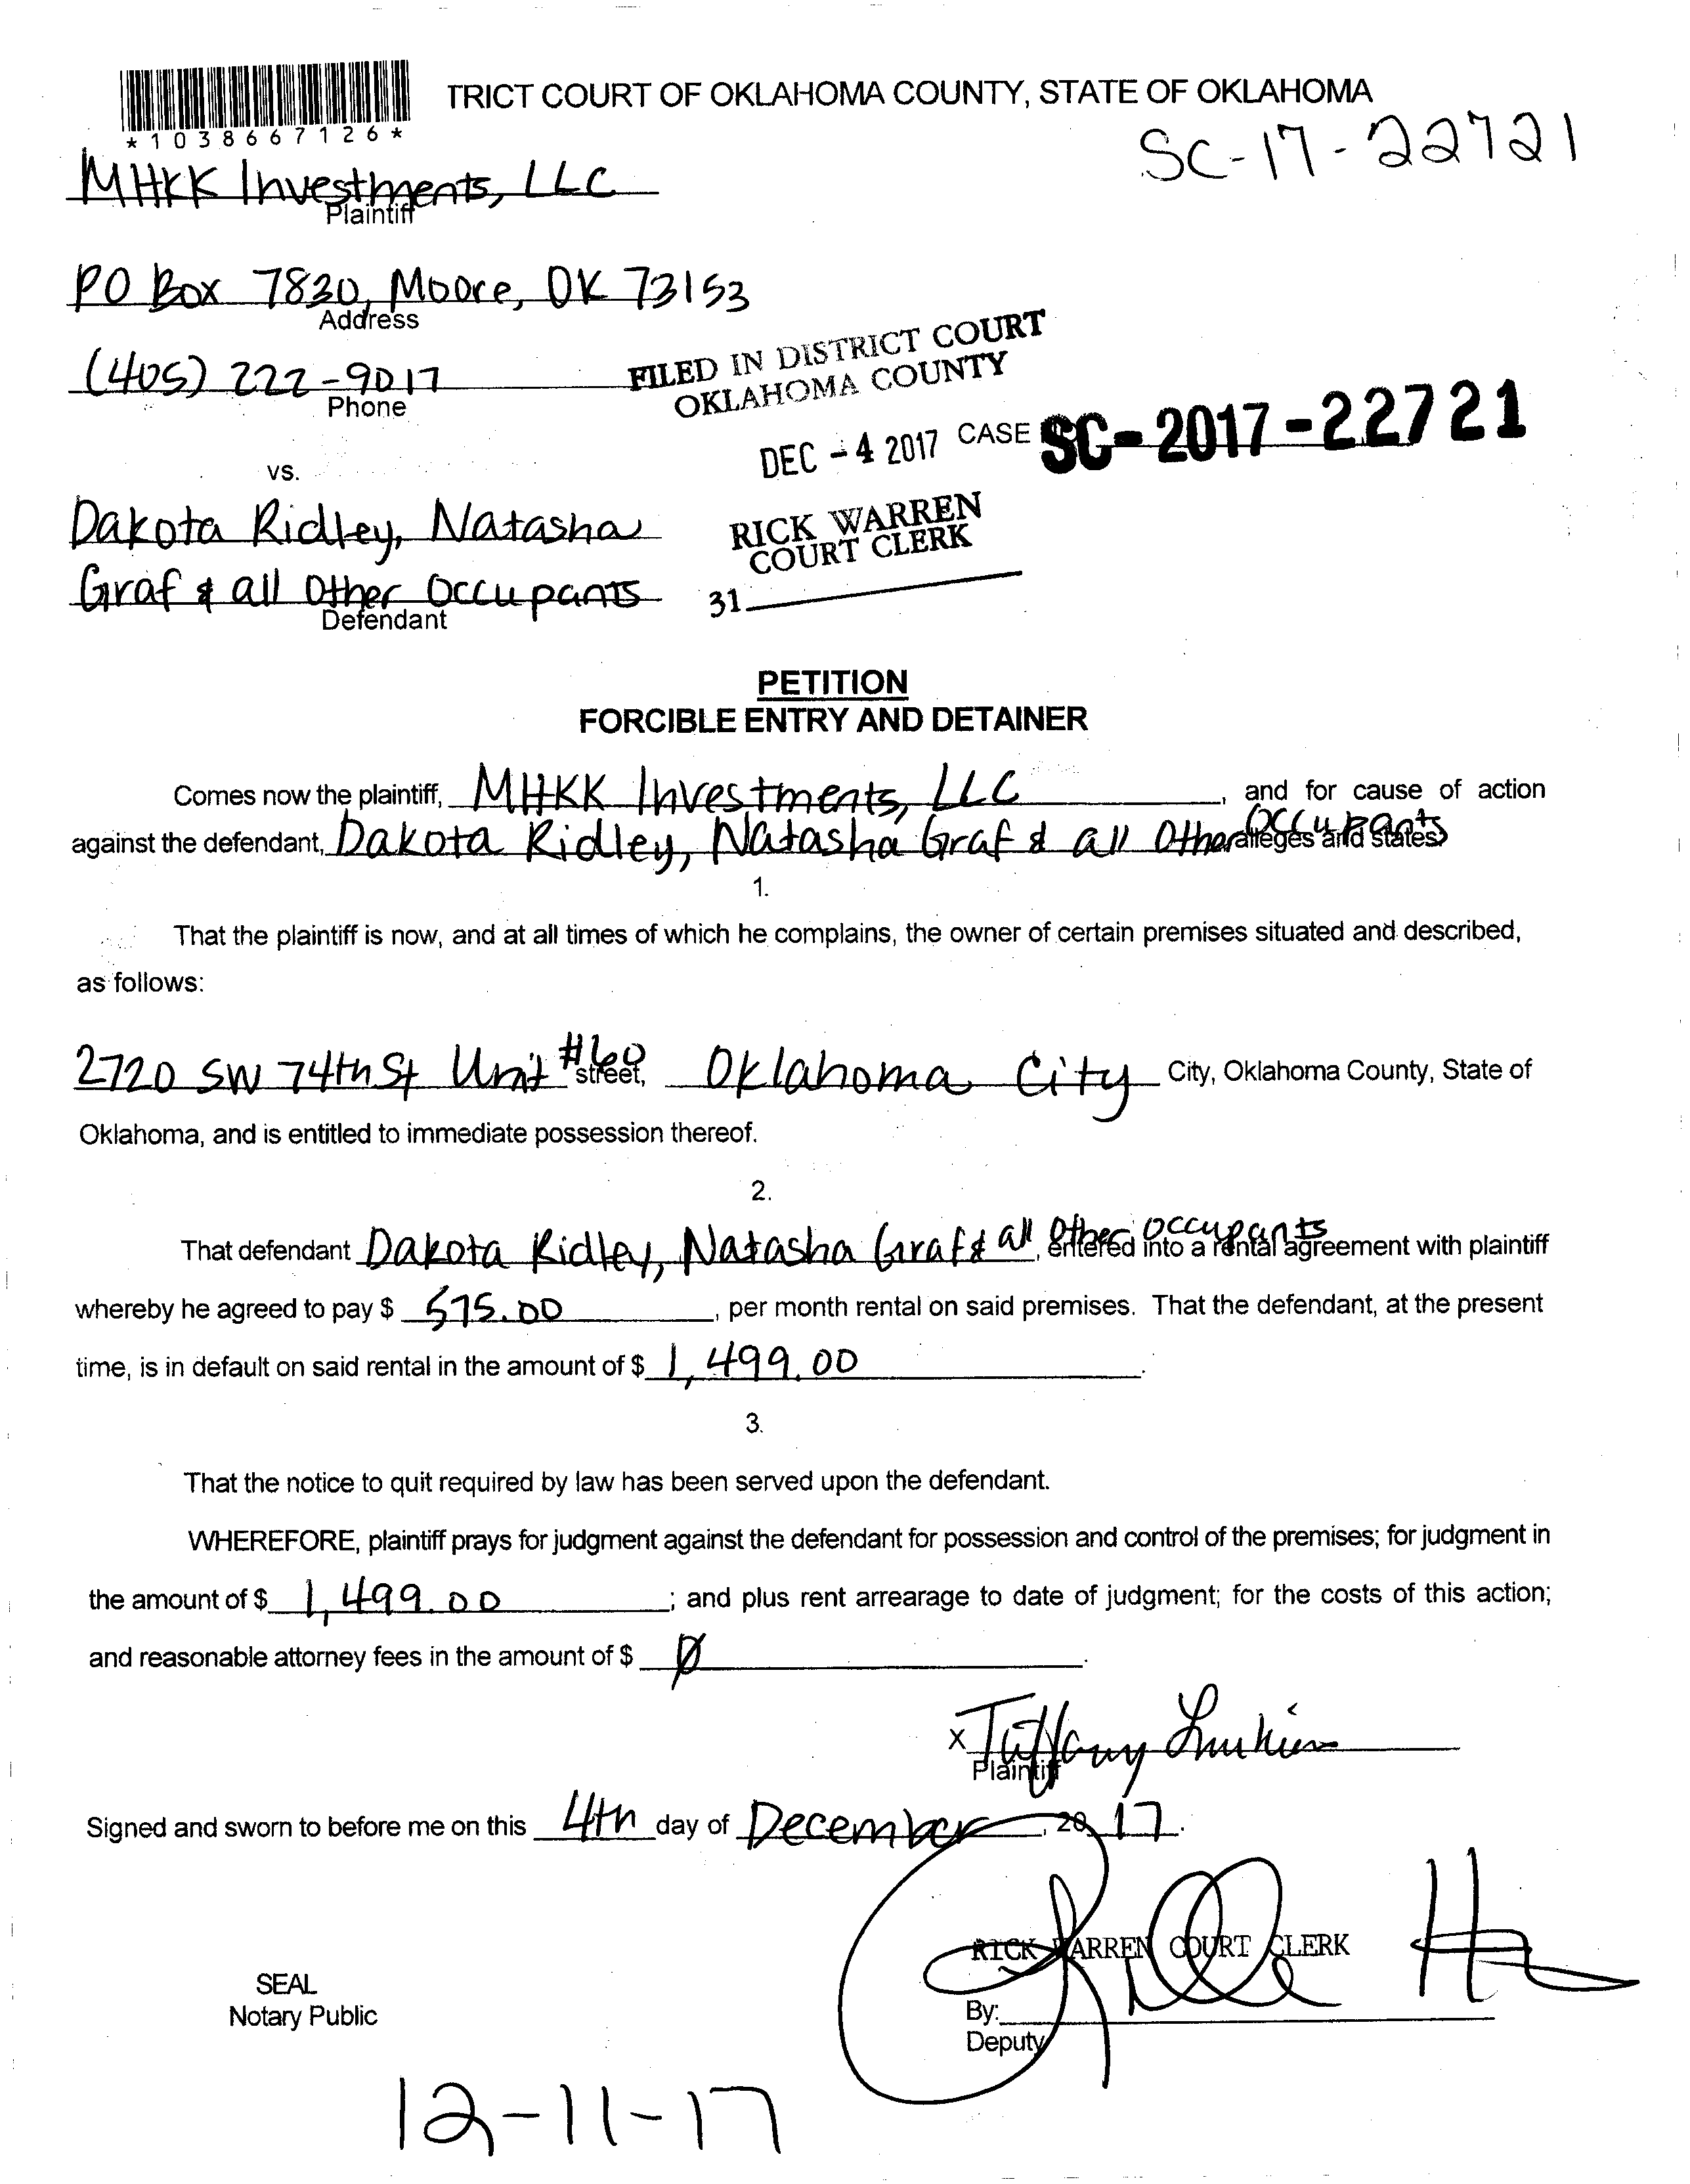 TRICT COURT OF OKLAHOMA COUNTY, STATE OF OKLAHOMA
*1038667126*
SC-17-22721
MHKK Investments, LLC
Plaintiff
PO Box 7830, Moore, OK 73153
Address
(405) 222-9017
Phone
FILED IN DISTRICT COURT
OKLAHOMA COUNTY
DEC -4 2017
CASE SC-2017-22721
vs.
RICK WARREN
COURT CLERK
31
Dakota Ridley, Natasha
Graf & all Other Occupants
Defendant
PETITION
FORCIBLE ENTRY AND DETAINER
Comes now the plaintiff, MHKK Investments, LLC, and for cause of action
against the defendant, Dakota Ridley, Natasha Graf & all Other Occupants alleges and states:
1.
That the plaintiff is now, and at all times of which he complains, the owner of certain premises situated and described,
as follows:
2720 SW 74th St Unit #60 street, Oklahoma City City, Oklahoma County, State of
Oklahoma, and is entitled to immediate possession thereof.
2.
That defendant Dakota Ridley, Natasha Graf & all Other Occupants, entered into a rental agreement with plaintiff
whereby he agreed to pay $ 575.00, per month rental on said premises. That the defendant, at the present
time, is in default on said rental in the amount of $ 1,499.00.
3.
That the notice to quit required by law has been served upon the defendant.
WHEREFORE, plaintiff prays for judgment against the defendant for possession and control of the premises; for judgment in
the amount of $ 1,499.00; and plus rent arrearage to date of judgment; for the costs of this action;
and reasonable attorney fees in the amount of $ Ø.
X Tiffany
Plaintiff
Signed and sworn to before me on this 4th day of December, 20 17.
RICK WARREN COURT CLERK
SEAL
Notary Public
By:
Deputy
12-11-17